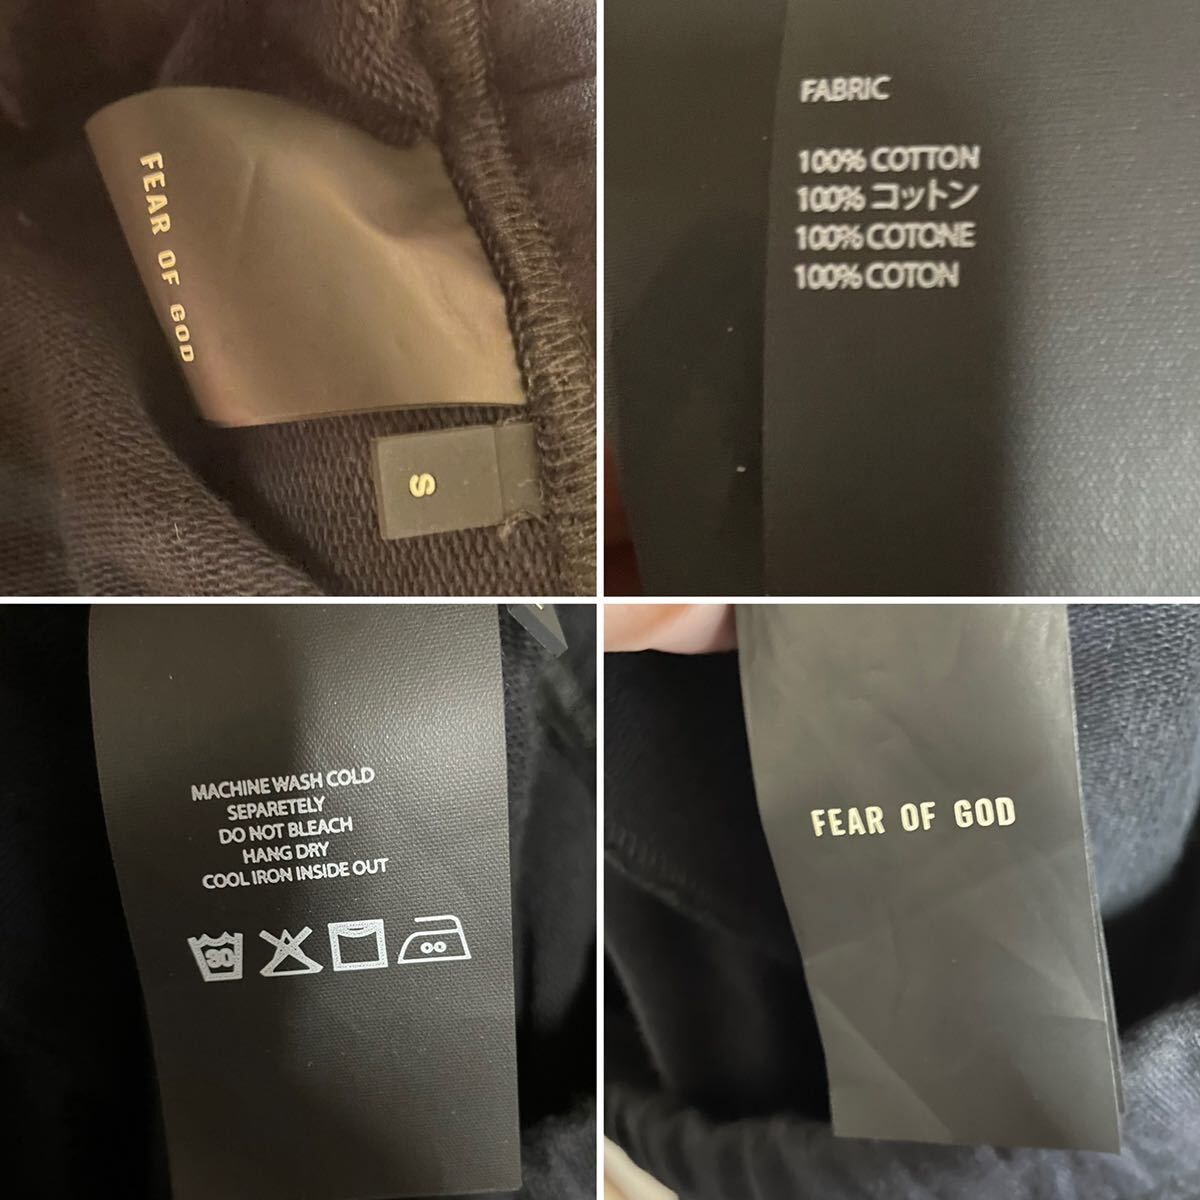 FEAR OF GOD
S
FABRIC
100% COTTON
100% コットン
100% COTONE
100% COTON
MACHINE WASH COLD
SEPARETELY
DO NOT BLEACH
HANG DRY
COOL IRON INSIDE OUT
30
FEAR OF GOD